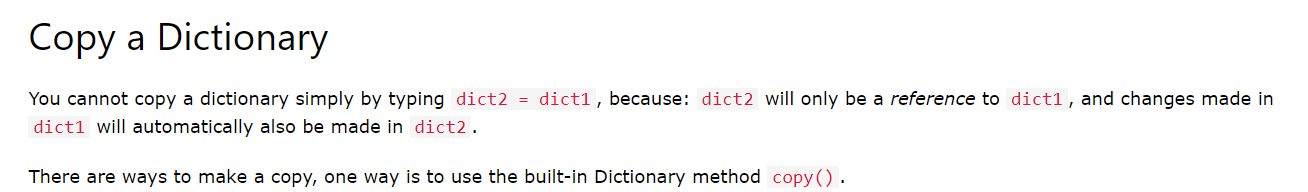 Copy a Dictionary
You cannot copy a dictionary simply by typing dict2 = dict1, because: dict2 will only be a reference to dict1, and changes made in
dict1 will automatically also be made in dict2.
There are ways to make a copy, one way is to use the built-in Dictionary method copy().